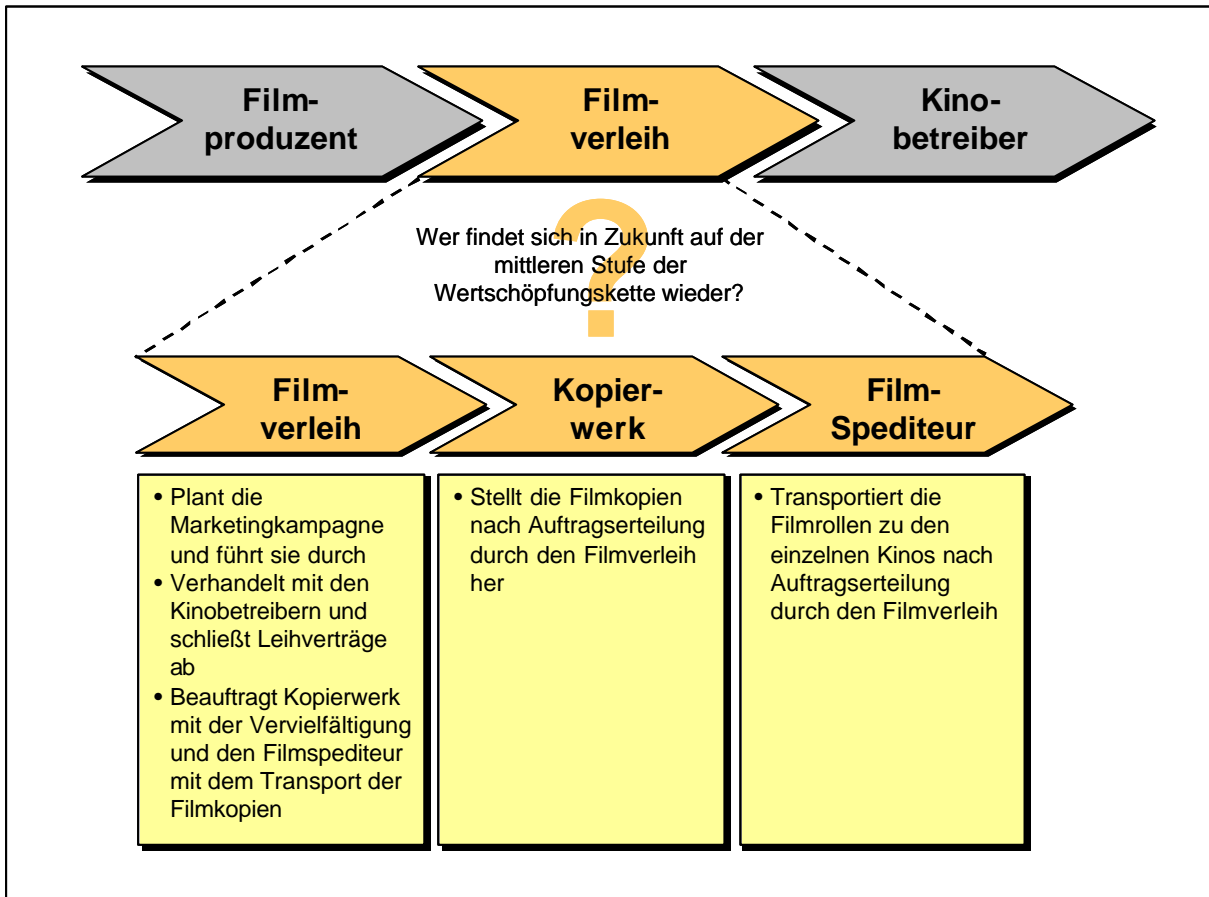 Film-
produzent
Film-
verleih
Kino-
betreiber
?
Wer findet sich in Zukunft auf der
mittleren Stufe der
Wertschöpfungskette wieder?
Film-
verleih
Kopier-
werk
Film-
Spediteur
• Plant die
Marketingkampagne
und führt sie durch
• Verhandelt mit den
Kinobetreibern und
schließt Leihverträge
ab
• Beauftragt Kopierwerk
mit der Vervielfältigung
und den Filmspediteur
mit dem Transport der
Filmkopien
• Stellt die Filmkopien
nach Auftragserteilung
durch den Filmverleih
her
• Transportiert die
Filmrollen zu den
einzelnen Kinos nach
Auftragserteilung
durch den Filmverleih